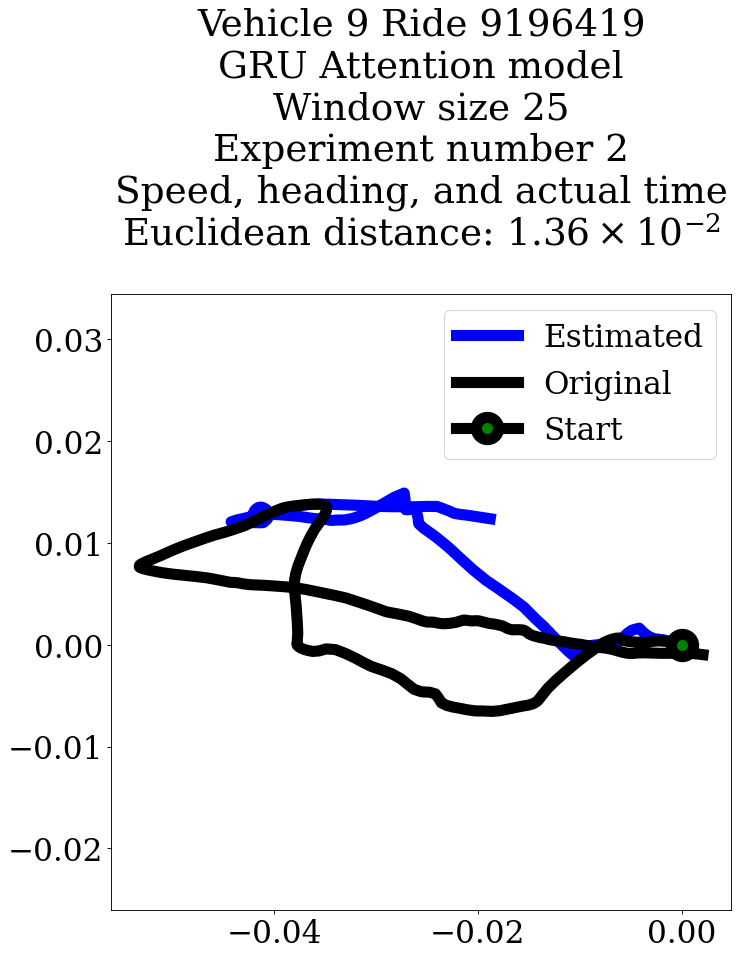 Vehicle 9 Ride 9196419
GRU Attention model
Window size 25
Experiment number 2
Speed, heading, and actual time
Euclidean distance: 1.36 × 10⁻²
Estimated
Original
Start
0.03
0.02
0.01
0.00
−0.01
−0.02
−0.04
−0.02
0.00